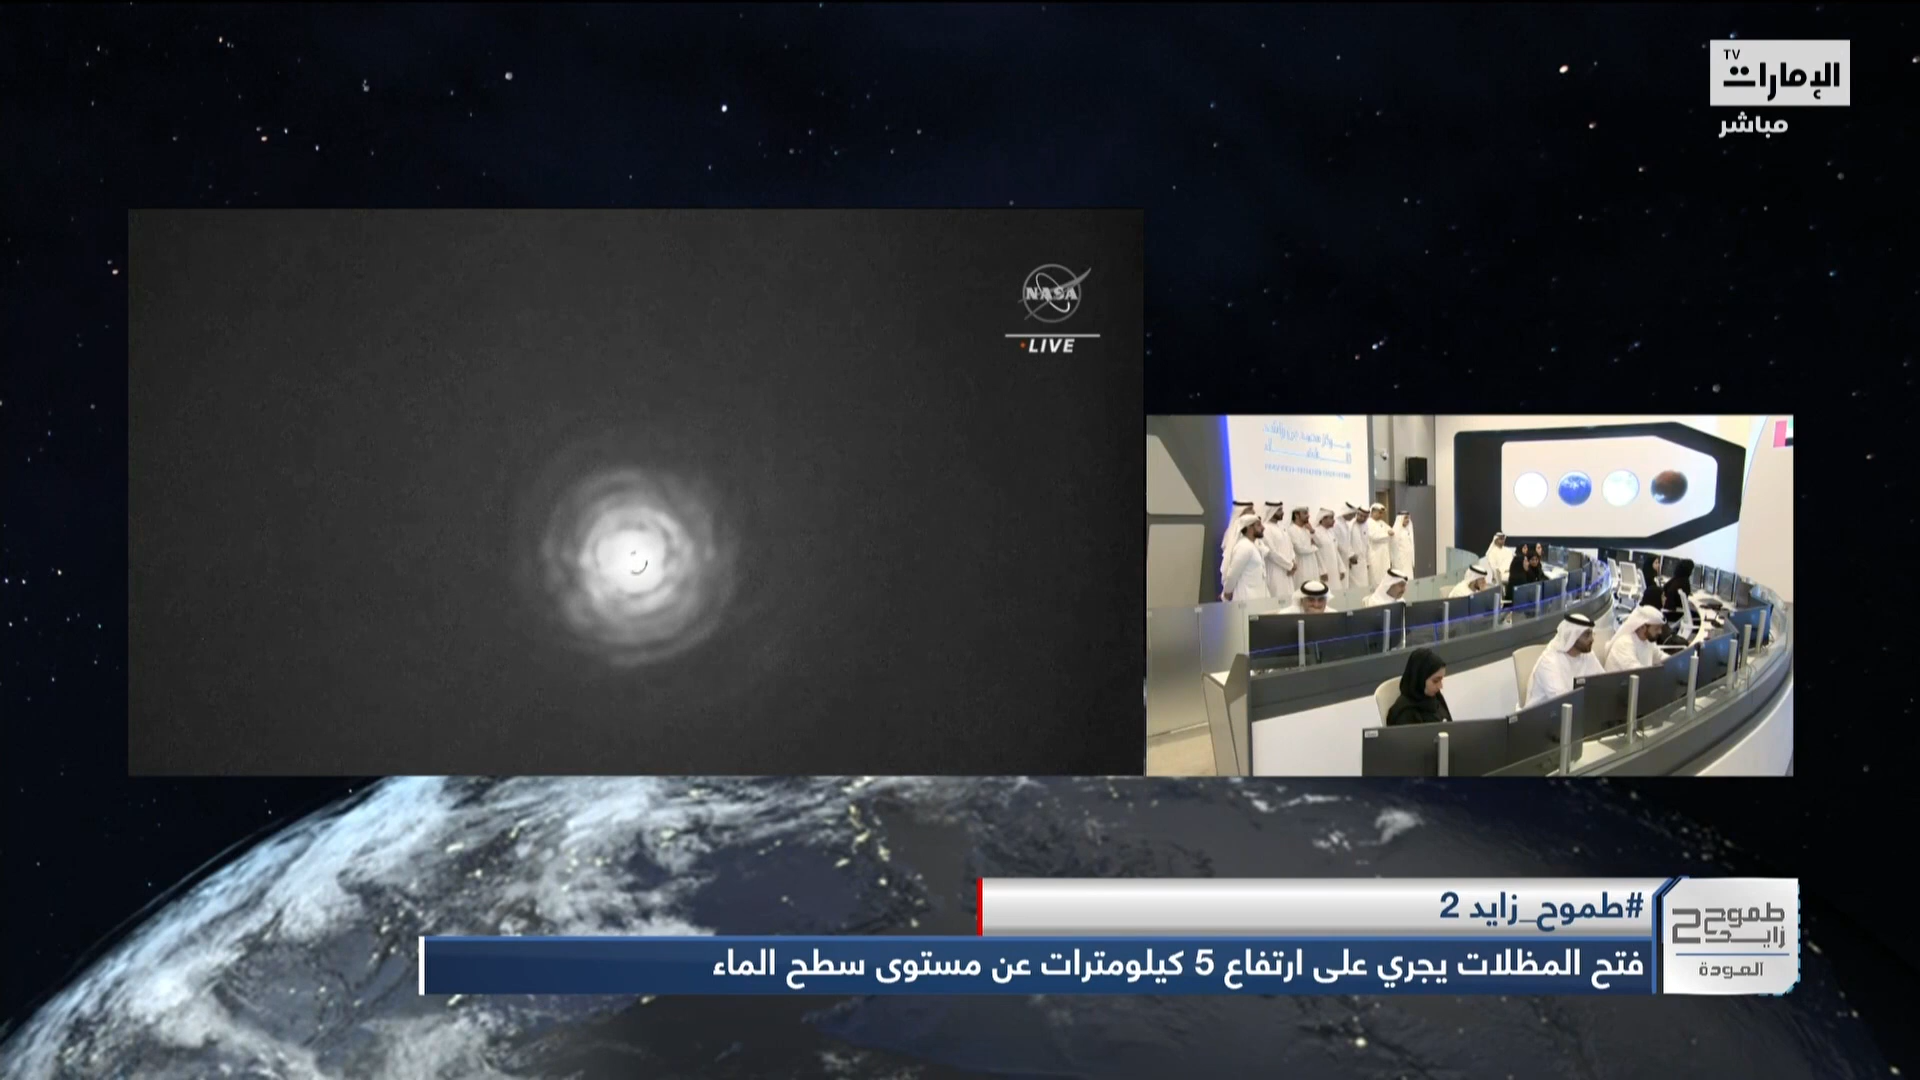 TV
الإمارات
مباشر
NASA
LIVE
#طموح_زايد 2
فتح المظلات يجري على ارتفاع 5 كيلومترات عن مستوى سطح الماء
طموح
زايد 2
العودة